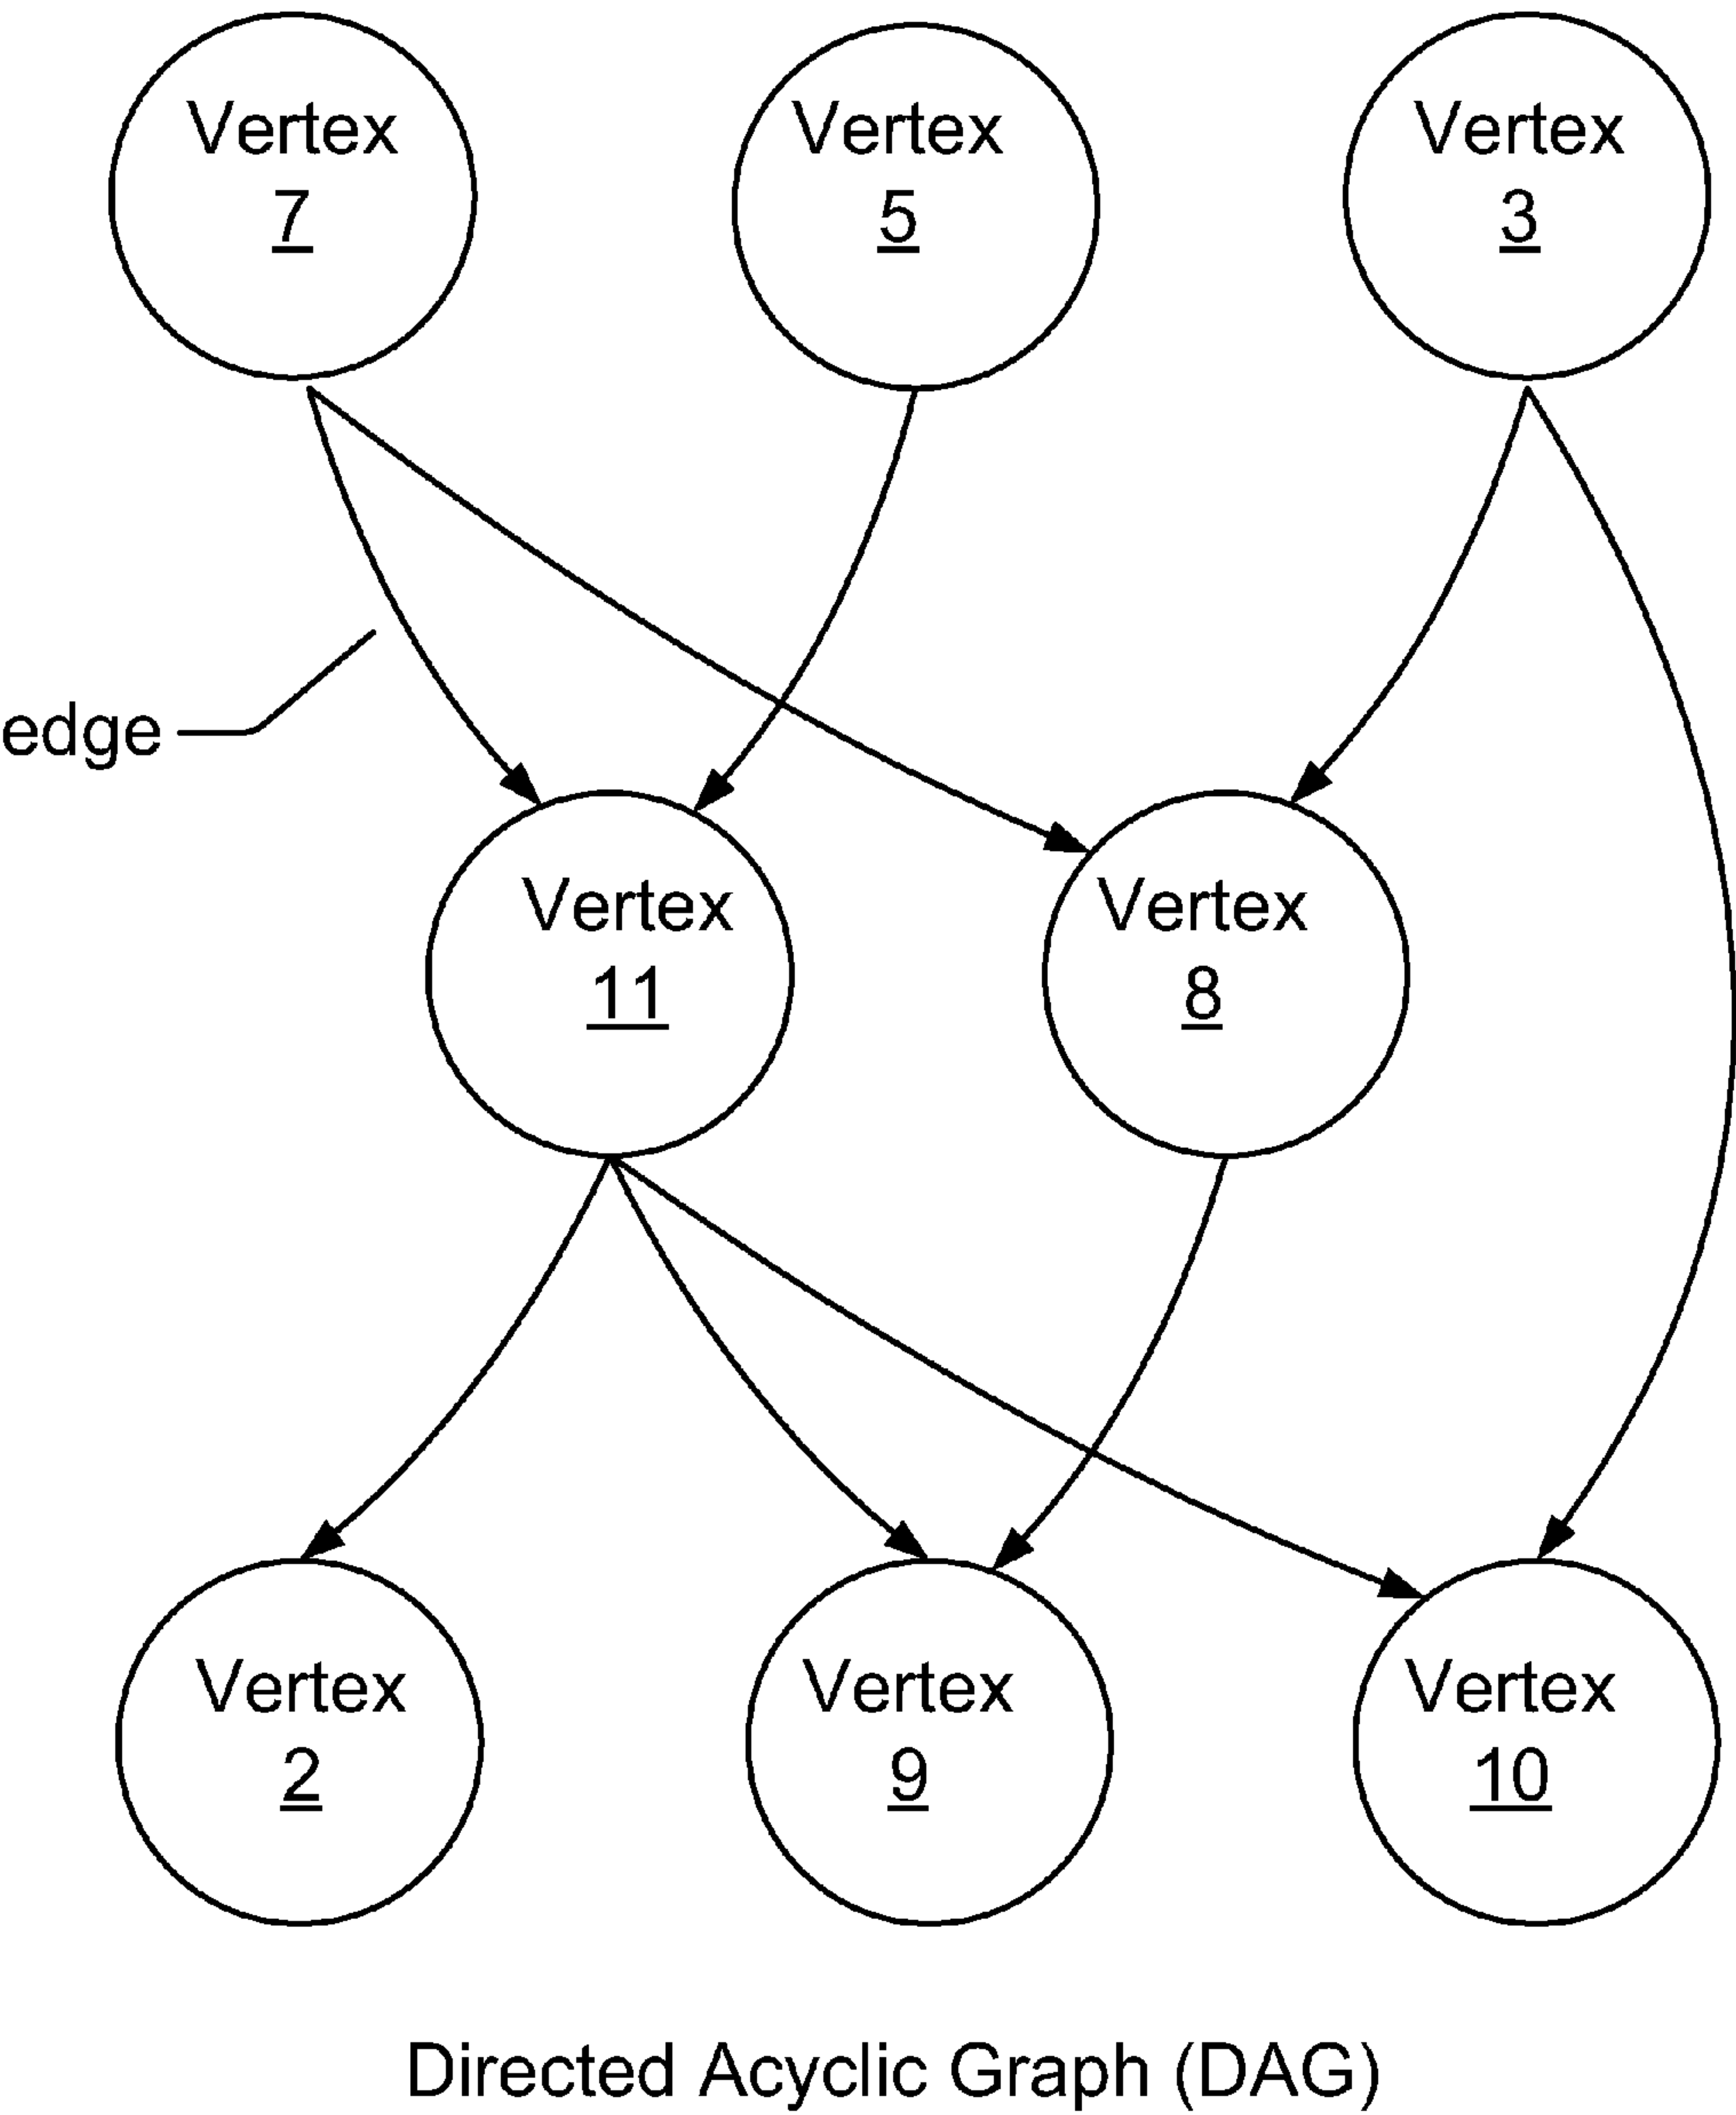 Vertex
7
Vertex
5
Vertex
3
edge
Vertex
11
Vertex
8
Vertex
2
Vertex
9
Vertex
10
Directed Acyclic Graph (DAG)